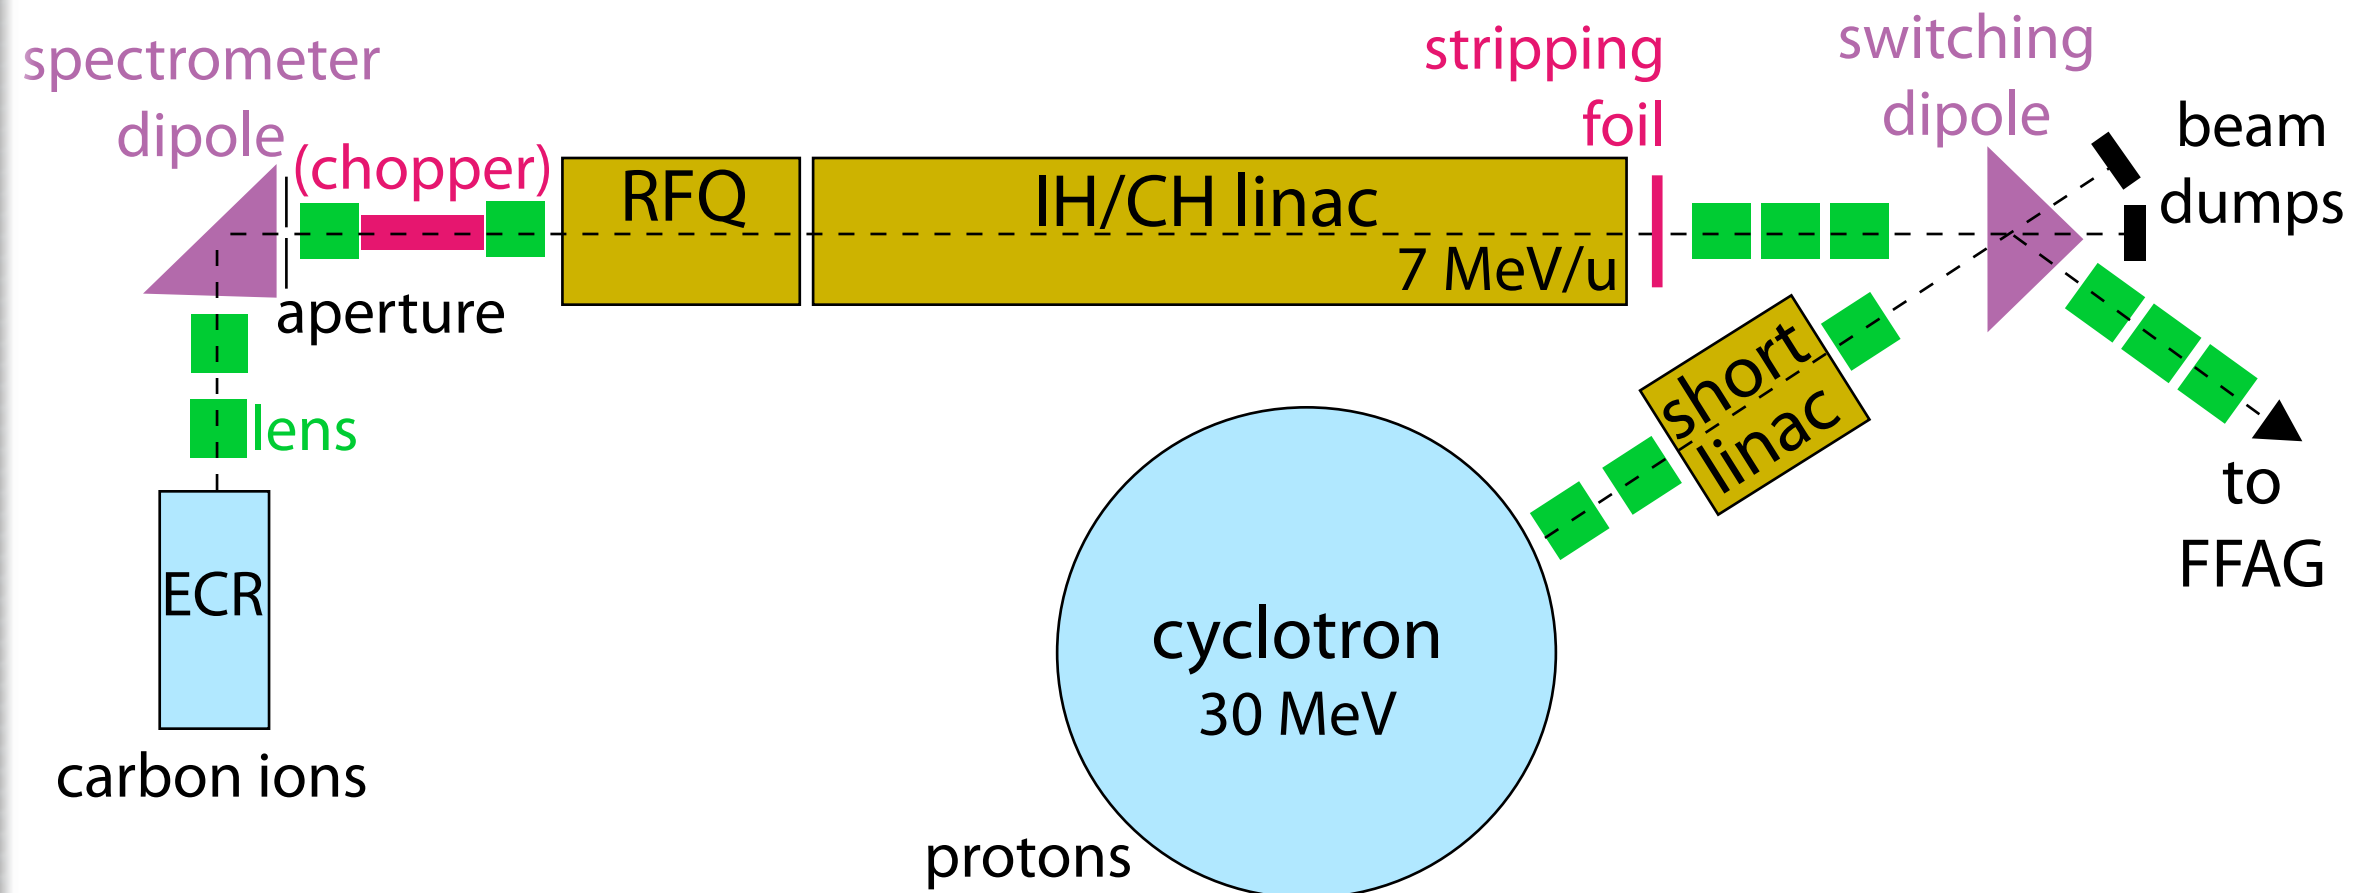 spectrometer
dipole
(chopper)
aperture
lens
ECR
carbon ions
RFQ
IH/CH linac
7 MeV/u
stripping
foil
switching
dipole
beam
dumps
short
linac
to
FFAG
cyclotron
30 MeV
protons